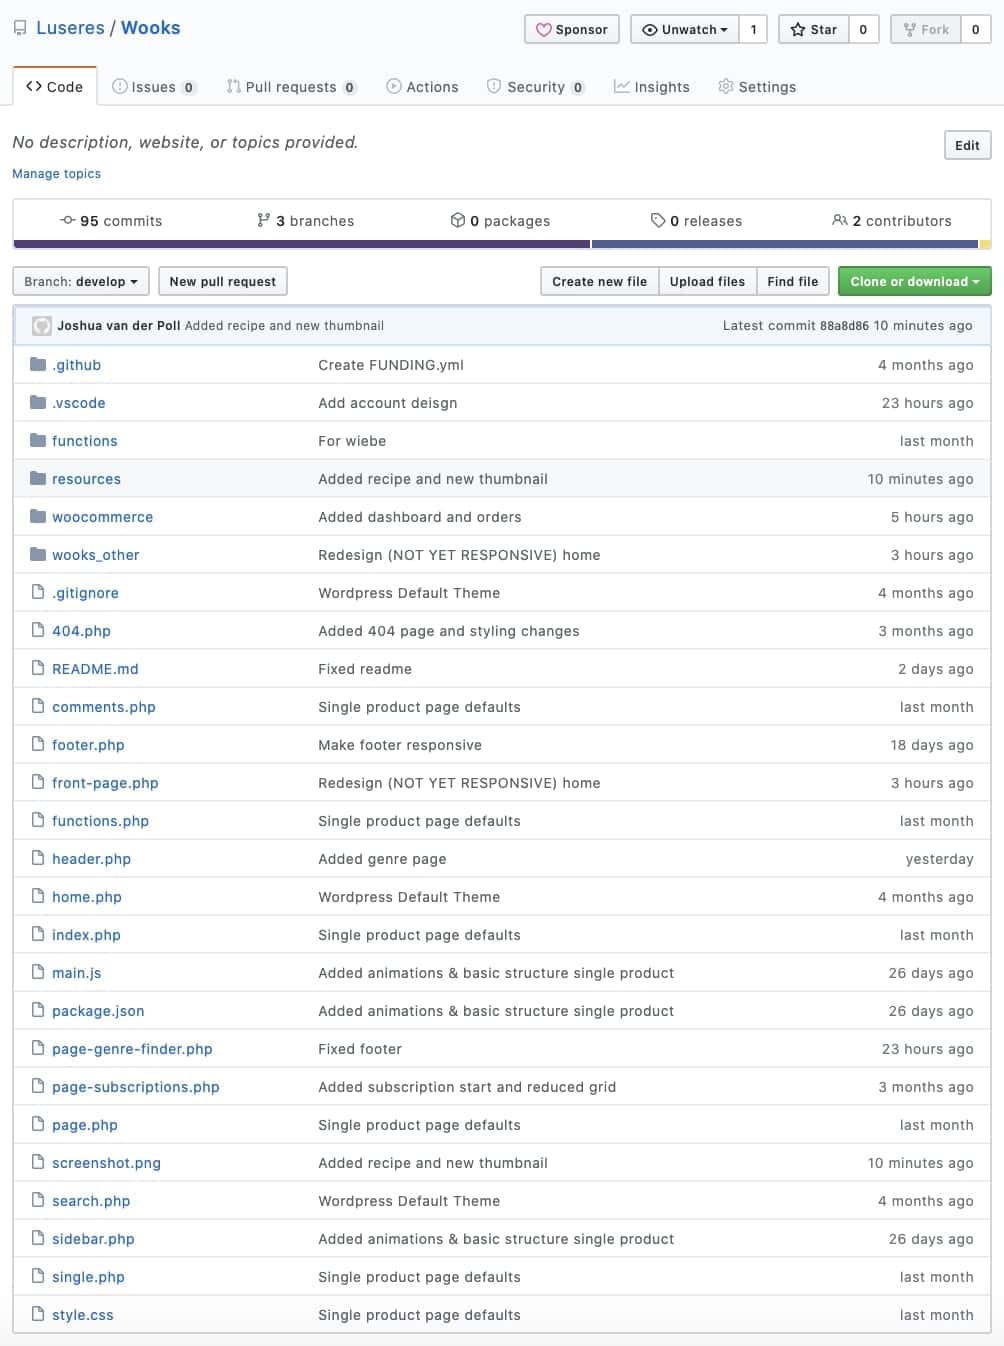 Luseres / Wooks Sponsor Unwatch 1 Star 0 Fork 0
Code Issues 0 Pull requests 0 Actions Security 0 Insights Settings
No description, website, or topics provided. Edit
Manage topics
95 commits 3 branches 0 packages 0 releases 2 contributors
Branch: develop New pull request Create new file Upload files Find file Clone or download
Joshua van der Poll Added recipe and new thumbnail Latest commit 88a8d86 10 minutes ago
.github Create FUNDING.yml 4 months ago
.vscode Add account deisgn 23 hours ago
functions For wiebe last month
resources Added recipe and new thumbnail 10 minutes ago
woocommerce Added dashboard and orders 5 hours ago
wooks_other Redesign (NOT YET RESPONSIVE) home 3 hours ago
.gitignore Wordpress Default Theme 4 months ago
404.php Added 404 page and styling changes 3 months ago
README.md Fixed readme 2 days ago
comments.php Single product page defaults last month
footer.php Make footer responsive 18 days ago
front-page.php Redesign (NOT YET RESPONSIVE) home 3 hours ago
functions.php Single product page defaults last month
header.php Added genre page yesterday
home.php Wordpress Default Theme 4 months ago
index.php Single product page defaults last month
main.js Added animations & basic structure single product 26 days ago
package.json Added animations & basic structure single product 26 days ago
page-genre-finder.php Fixed footer 23 hours ago
page-subscriptions.php Added subscription start and reduced grid 3 months ago
page.php Single product page defaults last month
screenshot.png Added recipe and new thumbnail 10 minutes ago
search.php Wordpress Default Theme 4 months ago
sidebar.php Added animations & basic structure single product 26 days ago
single.php Single product page defaults last month
style.css Single product page defaults last month